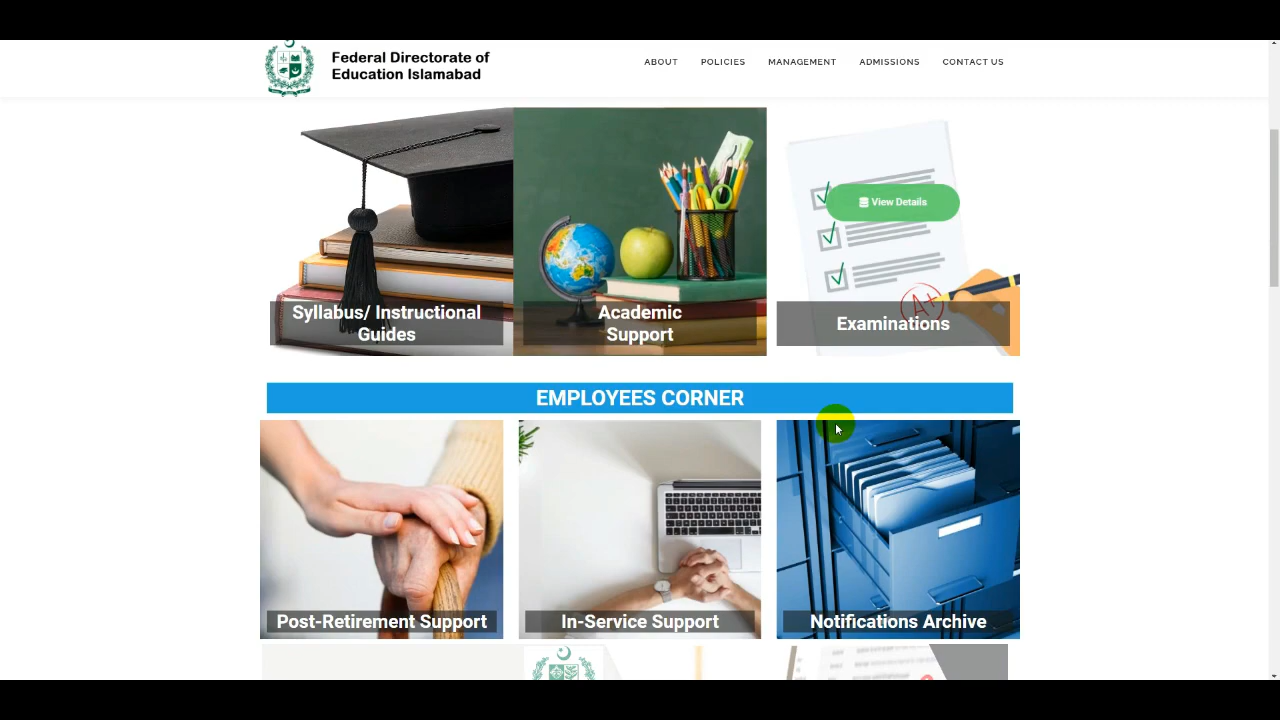 Federal Directorate of
Education Islamabad
ABOUT
POLICIES
MANAGEMENT
ADMISSIONS
CONTACT US
View Details
A+
Syllabus/ Instructional
Guides
Academic
Support
Examinations
EMPLOYEES CORNER
Post-Retirement Support
In-Service Support
Notifications Archive